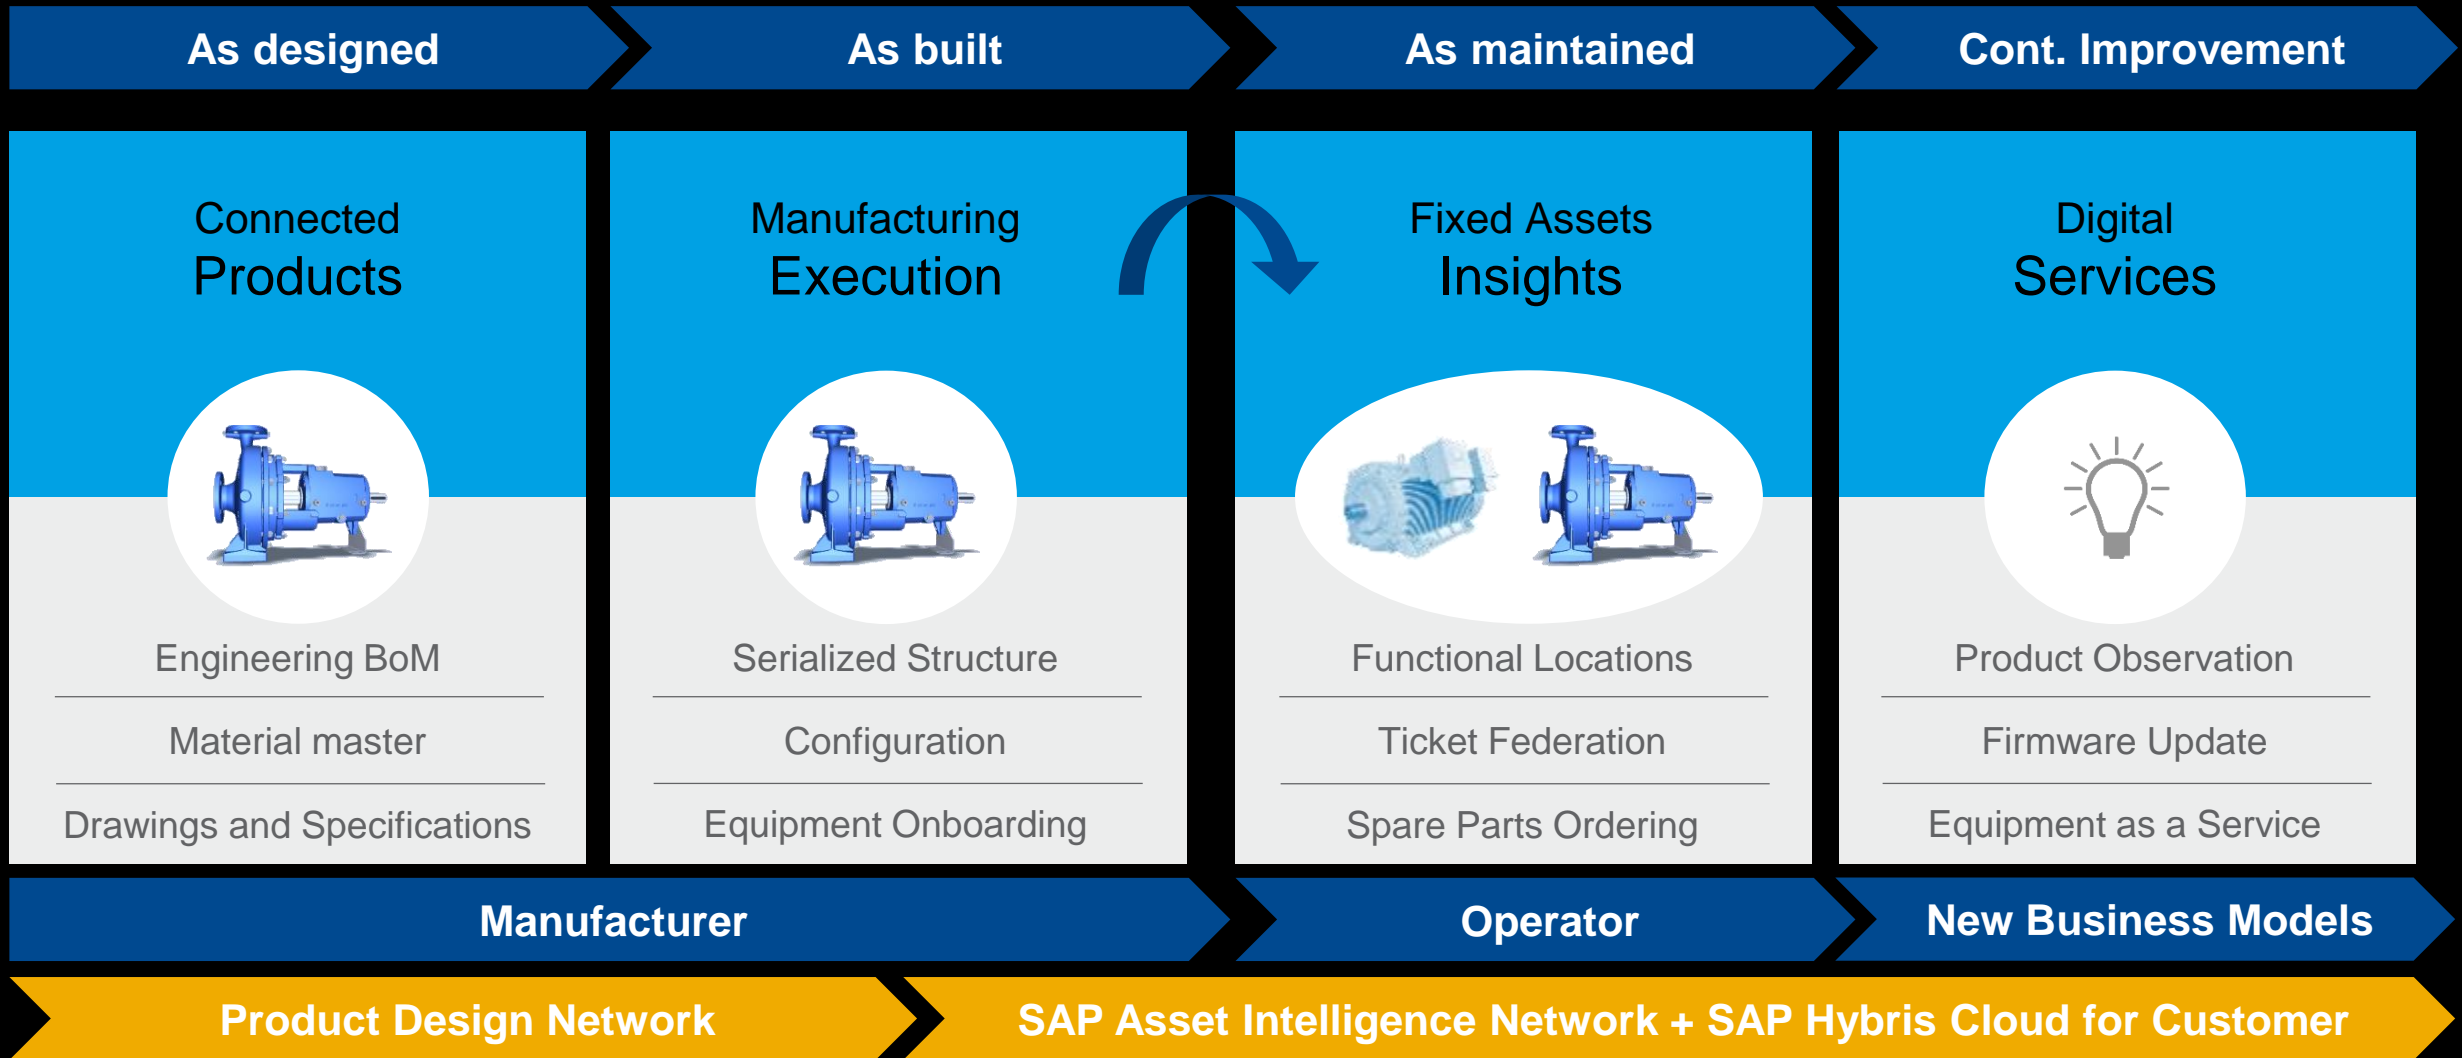 As designed
As built
As maintained
Cont. Improvement
Connected
Products
Manufacturing
Execution
Fixed Assets
Insights
Digital
Services
Engineering BoM
Material master
Drawings and Specifications
Serialized Structure
Configuration
Equipment Onboarding
Functional Locations
Ticket Federation
Spare Parts Ordering
Product Observation
Firmware Update
Equipment as a Service
Manufacturer
Operator
New Business Models
Product Design Network
SAP Asset Intelligence Network + SAP Hybris Cloud for Customer